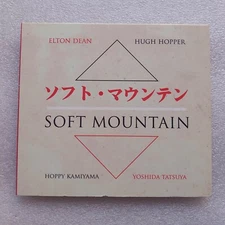 ELTON DEAN HUGH HOPPER
ソフト・マウンテン
SOFT MOUNTAIN
HOPPY KAMIYAMA YOSHIDA TATSUYA